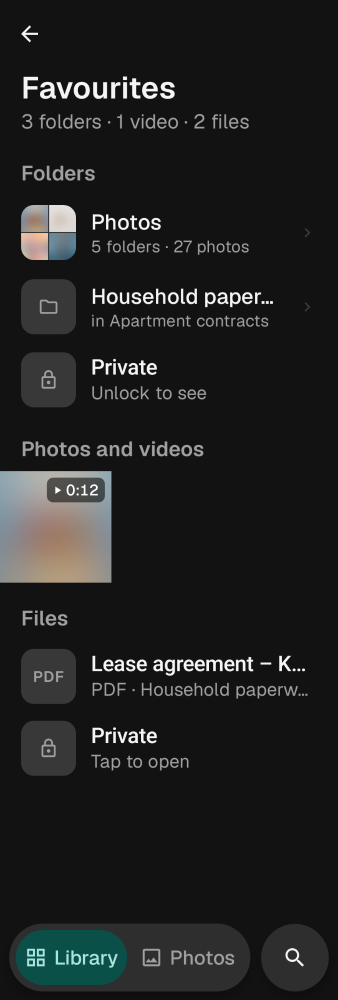 Favourites
3 folders · 1 video · 2 files
Folders
Photos
5 folders · 27 photos
Household paper...
in Apartment contracts
Private
Unlock to see
Photos and videos
0:12
Files
PDF
Lease agreement – K...
PDF · Household paperw...
Private
Tap to open
Library
Photos